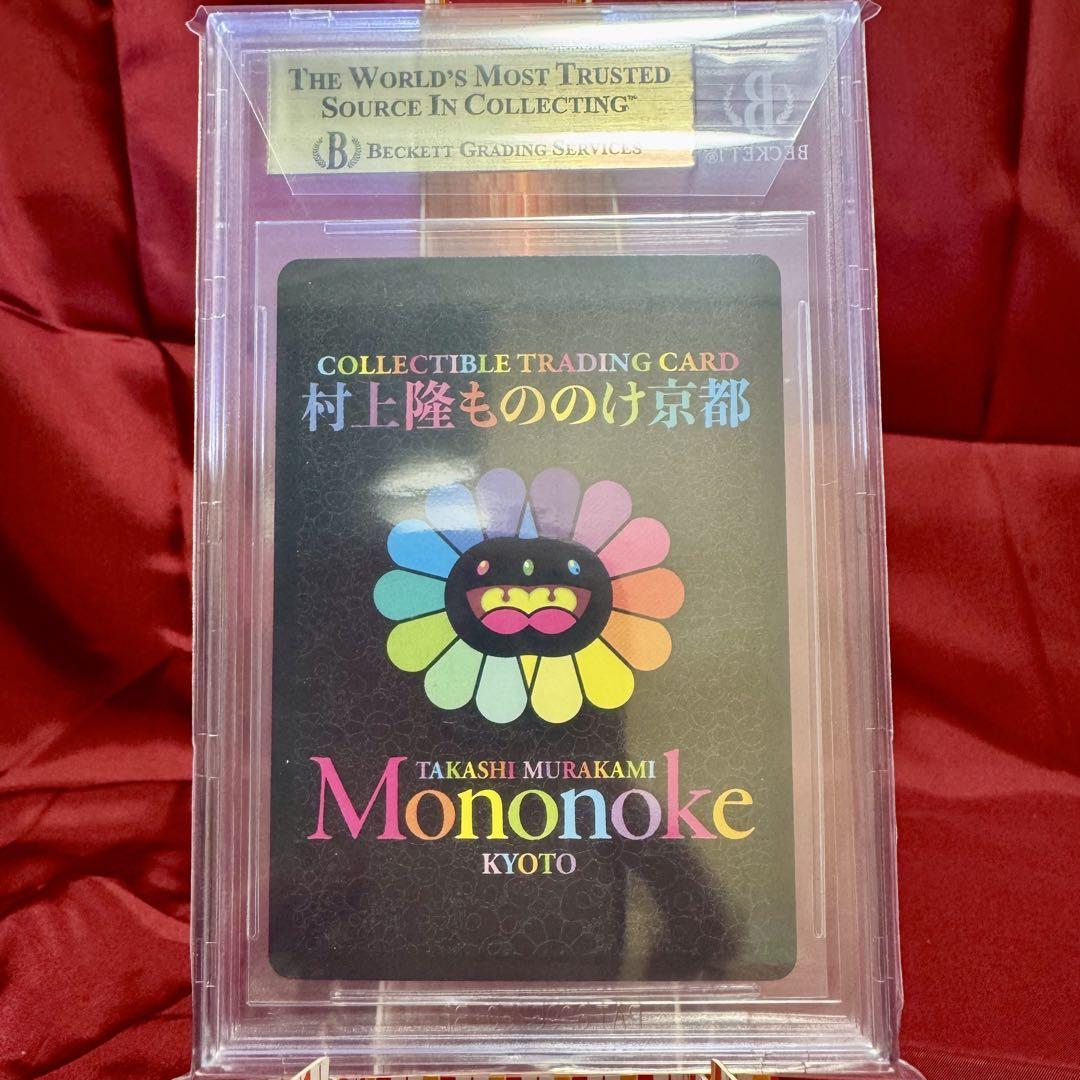 THE WORLD'S MOST TRUSTED
SOURCE IN COLLECTING™
B BECKETT GRADING SERVICES
B
BECKETT®
COLLECTIBLE TRADING CARD
村上隆もののけ京都
TAKASHI MURAKAMI
Mononoke
KYOTO